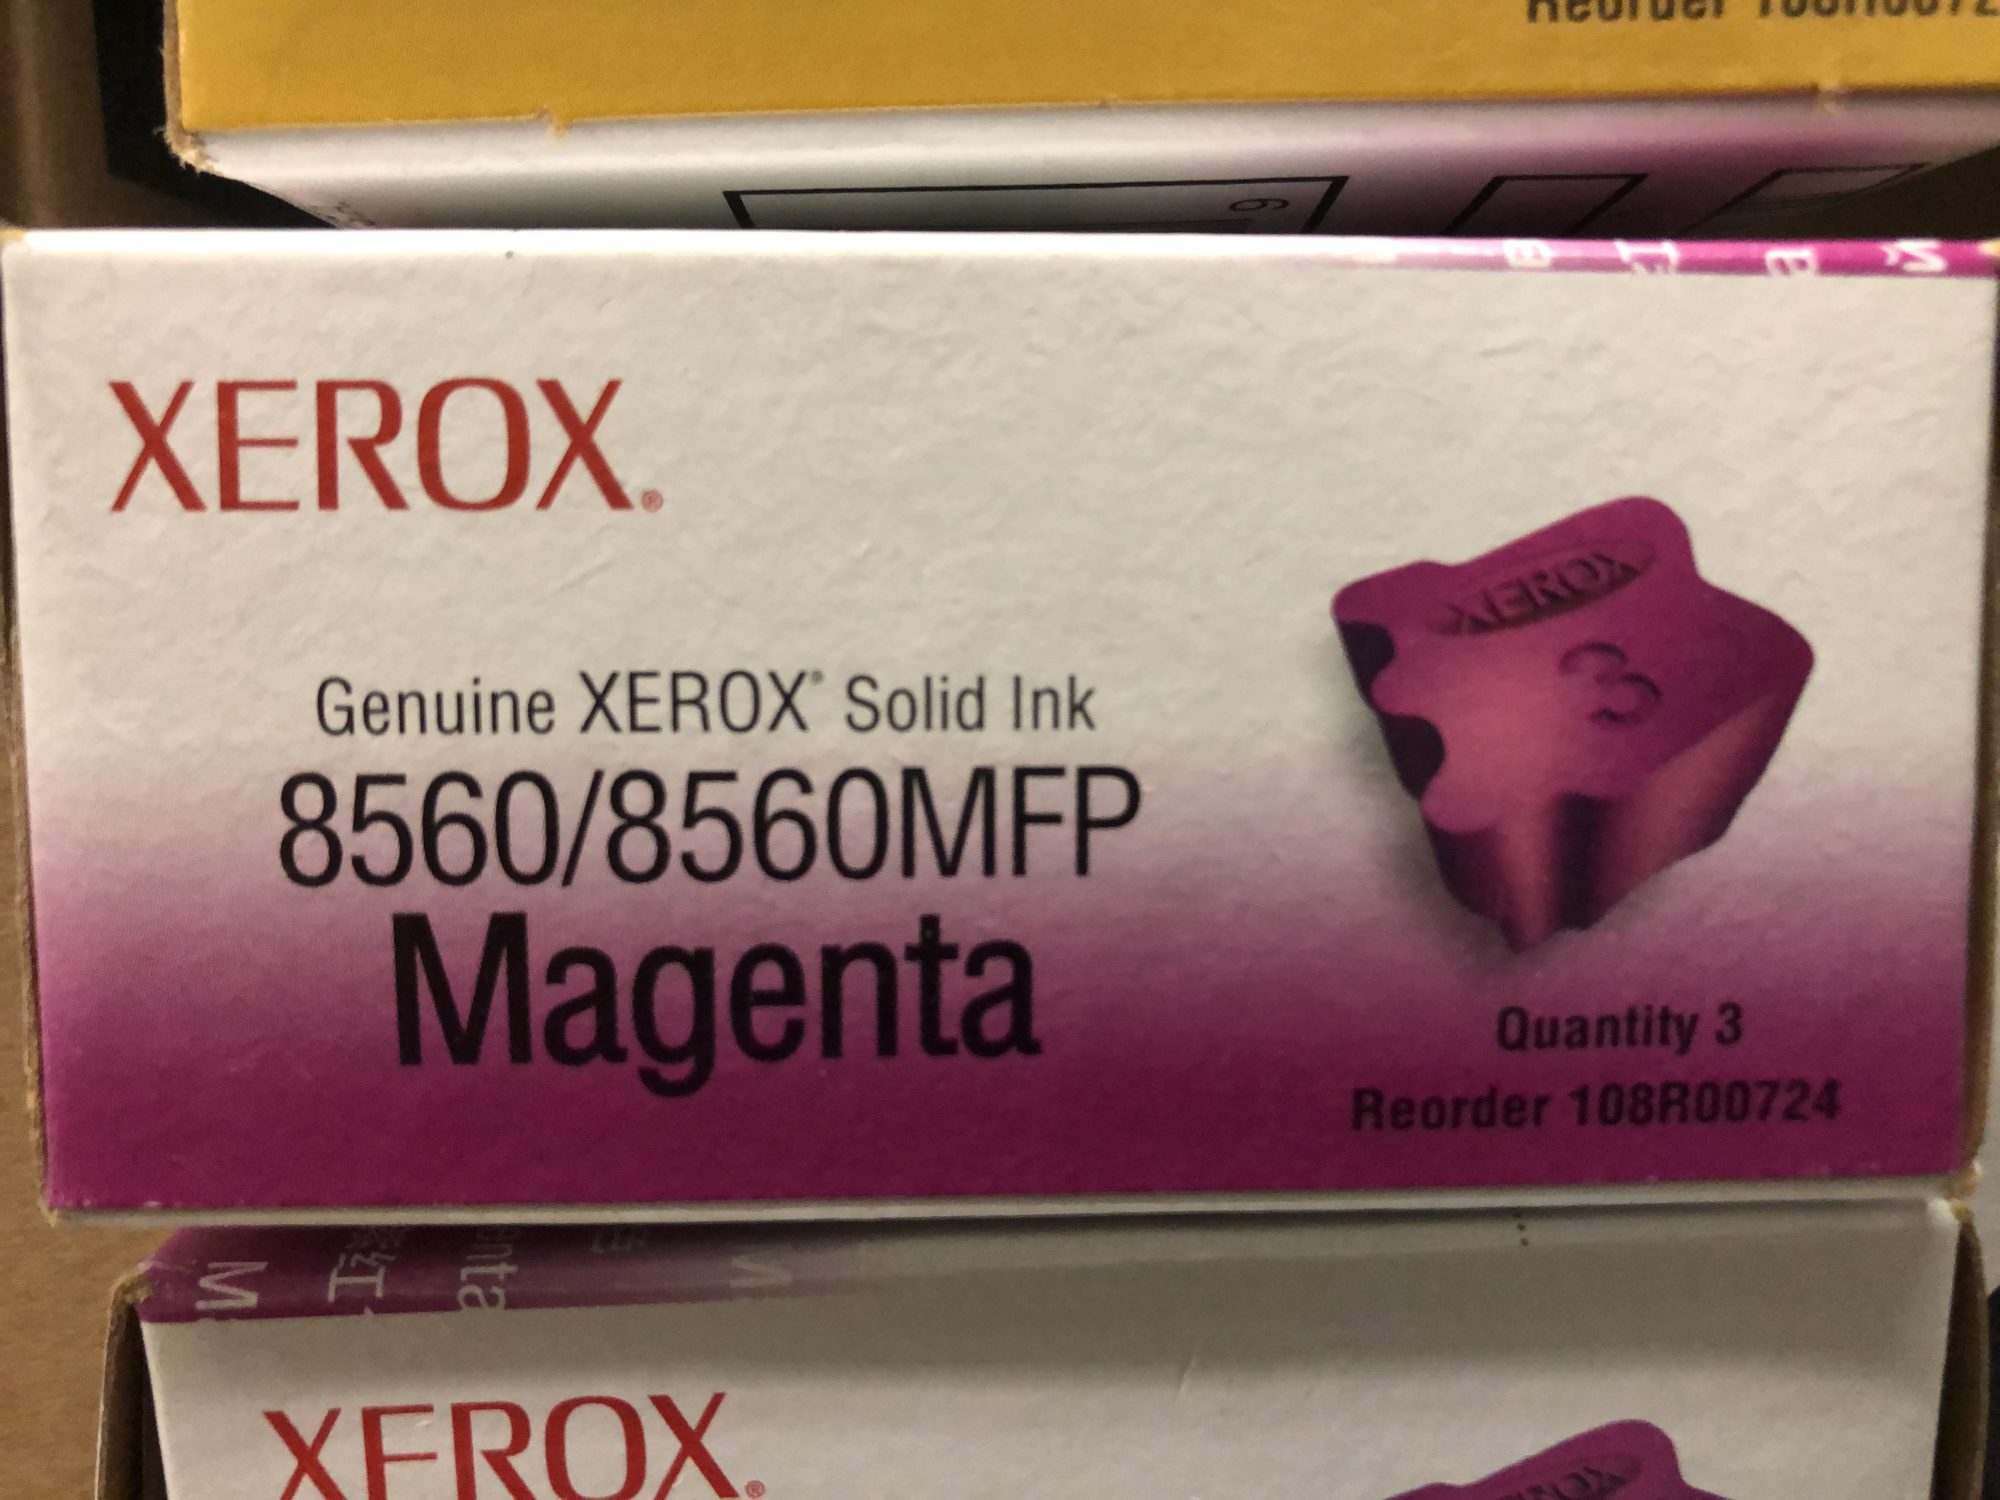 XEROX®
Genuine XEROX® Solid Ink
8560/8560MFP
Magenta
XEROX
3
Quantity 3
Reorder 108R00724
XEROX®